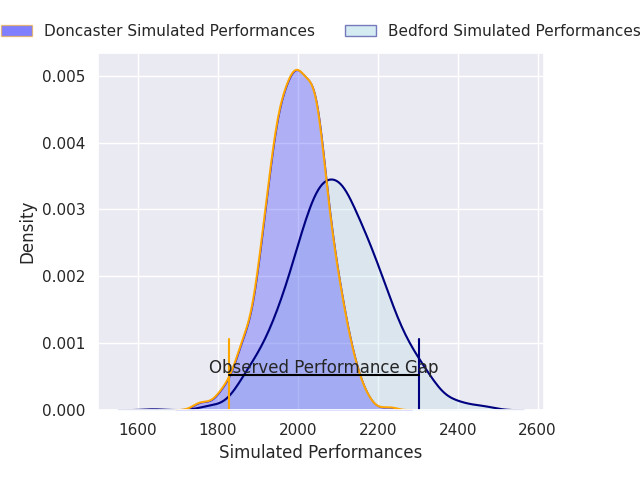 Doncaster Simulated Performances Bedford Simulated Performances
0.005
0.004
0.003
0.002
0.001
0.000
Density
Observed Performance Gap
1600 1800 2000 2200 2400 2600
Simulated Performances